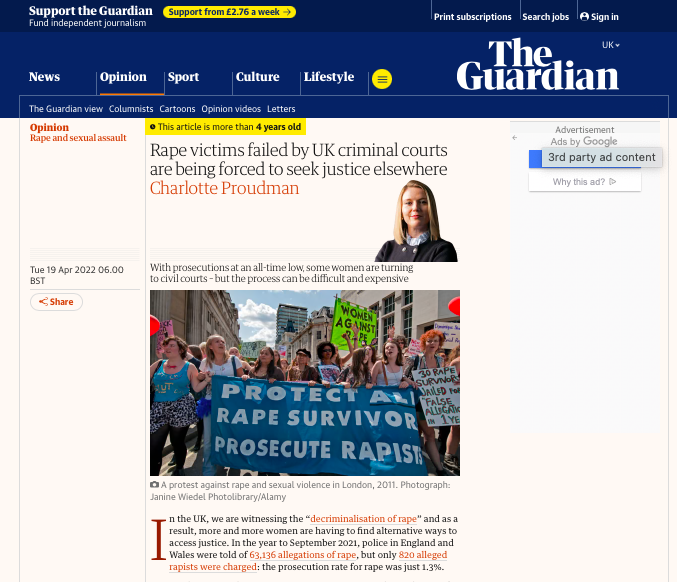 Support the Guardian
Support from £2.76 a week →
Fund independent journalism
Print subscriptions
Search jobs
Sign in
The Guardian
UK
News
Opinion
Sport
Culture
Lifestyle
The Guardian view
Columnists
Cartoons
Opinion videos
Letters
Opinion
Rape and sexual assault
This article is more than 4 years old
Rape victims failed by UK criminal courts
are being forced to seek justice elsewhere
Charlotte Proudman
Advertisement
Ads by Google
3rd party ad content
Why this ad?
Tue 19 Apr 2022 06.00
BST
Share
With prosecutions at an all-time low, some women are turning
to civil courts – but the process can be difficult and expensive
WOMEN
AGAINST
RAPE
PROTECT A
RAPE SURVIVOR
PROSECUTE RAPIST
RAPE
JAILED FOR
"FALSE
ALLEGATION
IN 1 YE
A protest against rape and sexual violence in London, 2011. Photograph:
Janine Wiedel Photolibrary/Alamy
In the UK, we are witnessing the “decriminalisation of rape” and as a
result, more and more women are having to find alternative ways to
access justice. In the year to September 2021, police in England and
Wales were told of 63,136 allegations of rape, but only 820 alleged
rapists were charged: the prosecution rate for rape was just 1.3%.